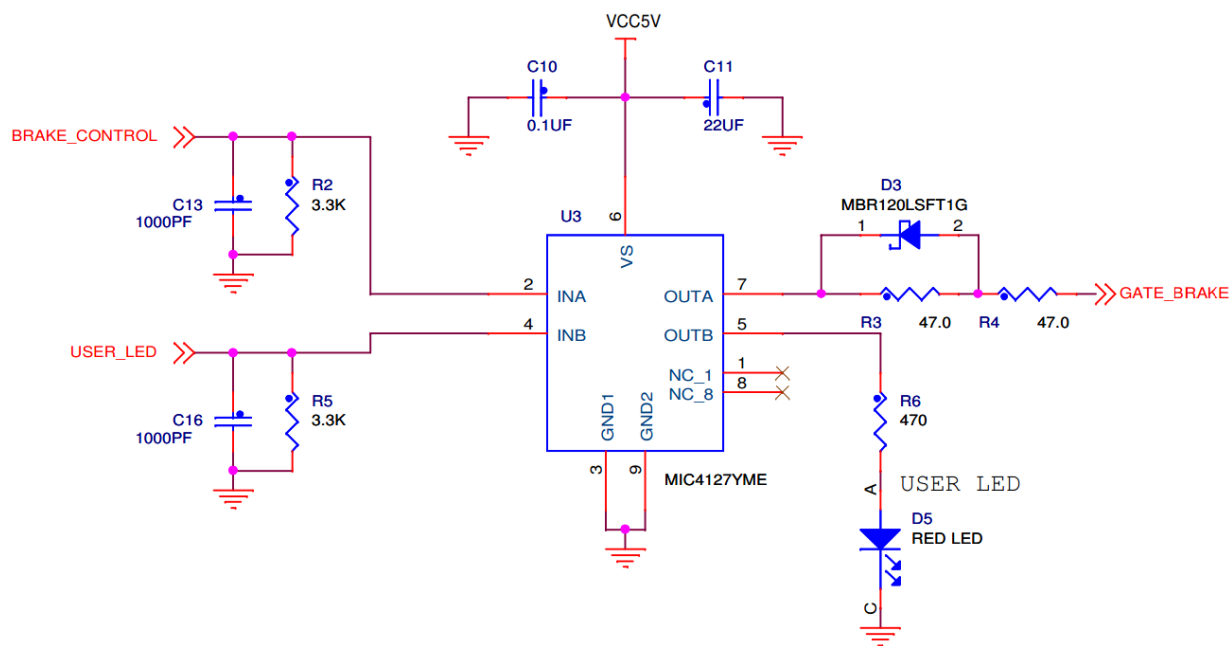 VCC5V
C10
C11
0.1UF
22UF
BRAKE_CONTROL
C13
1000PF
R2
3.3K
U3
6
VS
D3
MBR120LSFT1G
1
2
2
INA
OUTA
7
GATE_BRAKE
R3
47.0
R4
47.0
4
INB
OUTB
5
USER_LED
NC_1
1
NC_8
8
C16
1000PF
R5
3.3K
GND1
GND2
3
9
MIC4127YME
R6
470
A
USER LED
D5
RED LED
C